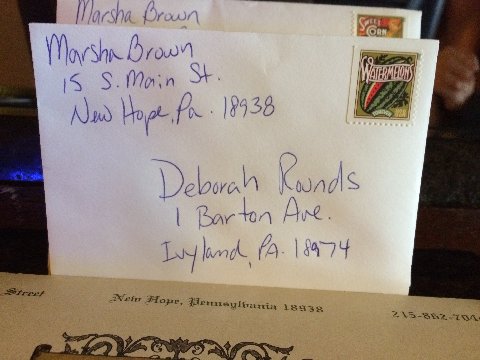 Marsha Brown
SWEET CORN
Marsha Brown
15 S. Main St.
New Hope, Pa. 18938
WATERMELONS
Deborah Rounds
1 Barton Ave.
Ivyland, PA. 18974
Street
New Hope, Pennsylvania 18938